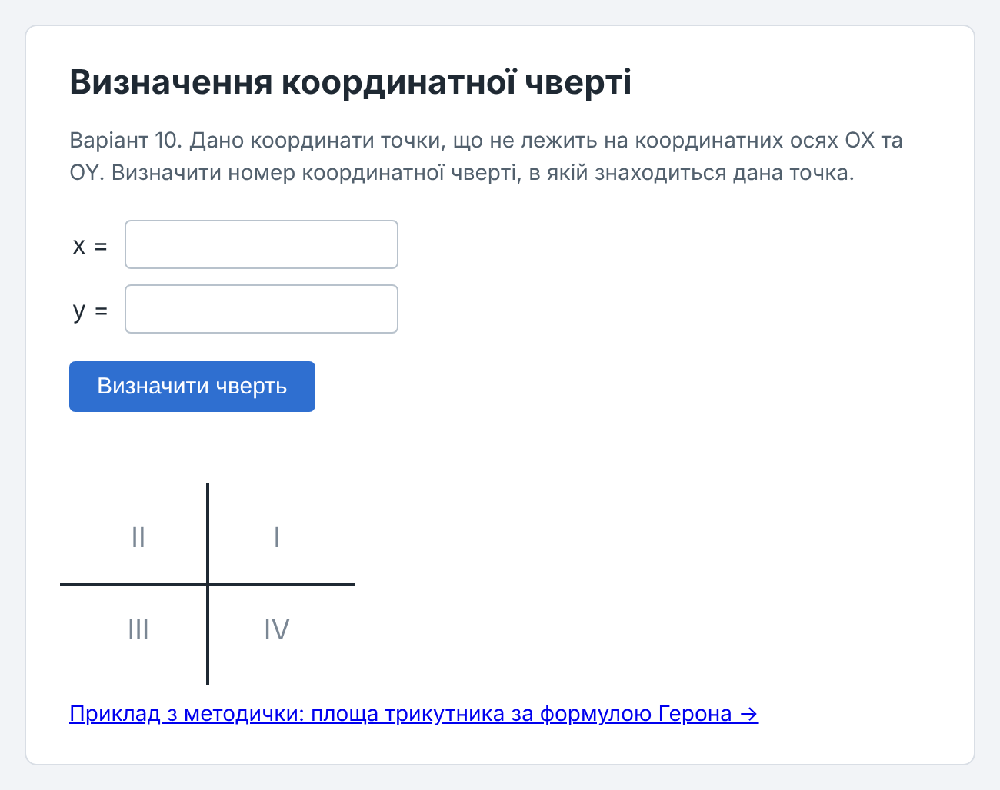 Визначення координатної чверті
Варіант 10. Дано координати точки, що не лежить на координатних осях OX та
OY. Визначити номер координатної чверті, в якій знаходиться дана точка.
x =
y =
Визначити чверть
II I
III IV
Приклад з методички: площа трикутника за формулою Герона →